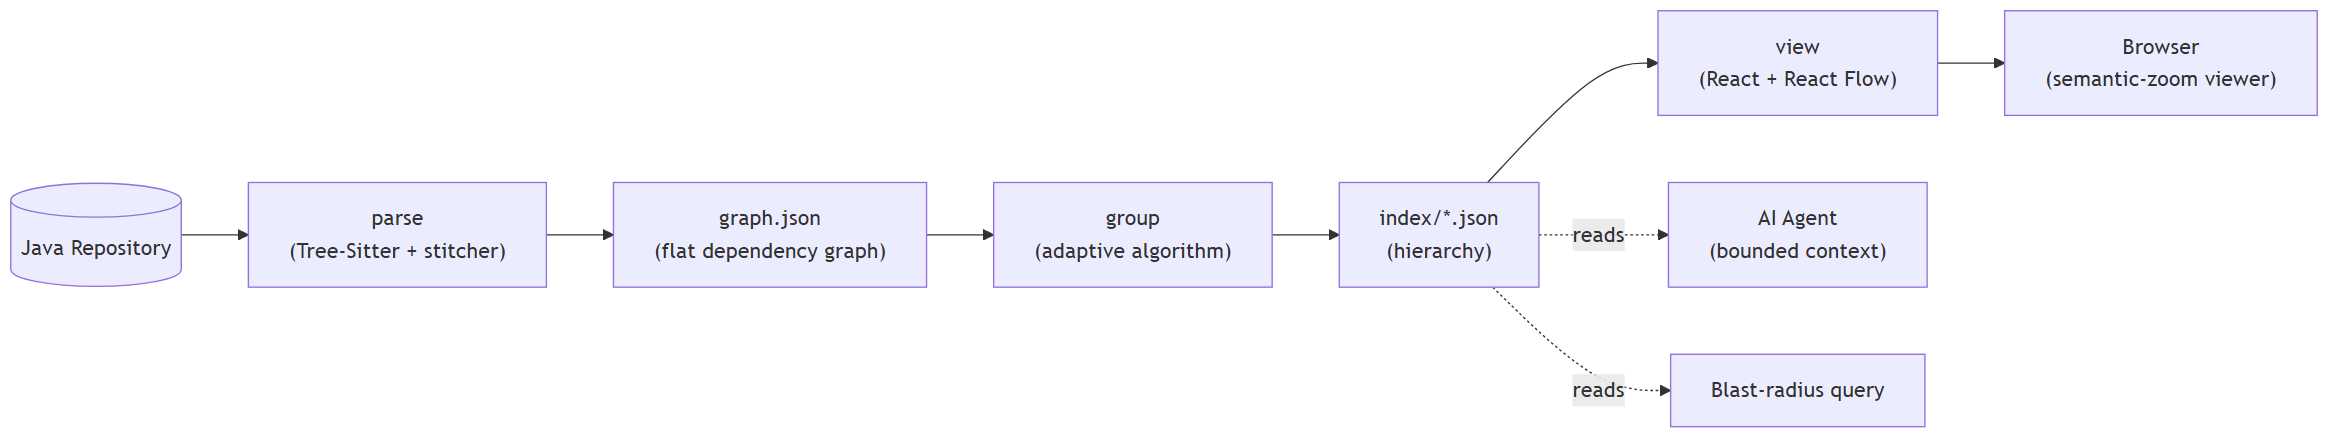 Java Repository
parse
(Tree-Sitter + stitcher)
graph.json
(flat dependency graph)
group
(adaptive algorithm)
index/*.json
(hierarchy)
view
(React + React Flow)
Browser
(semantic-zoom viewer)
reads
AI Agent
(bounded context)
reads
Blast-radius query